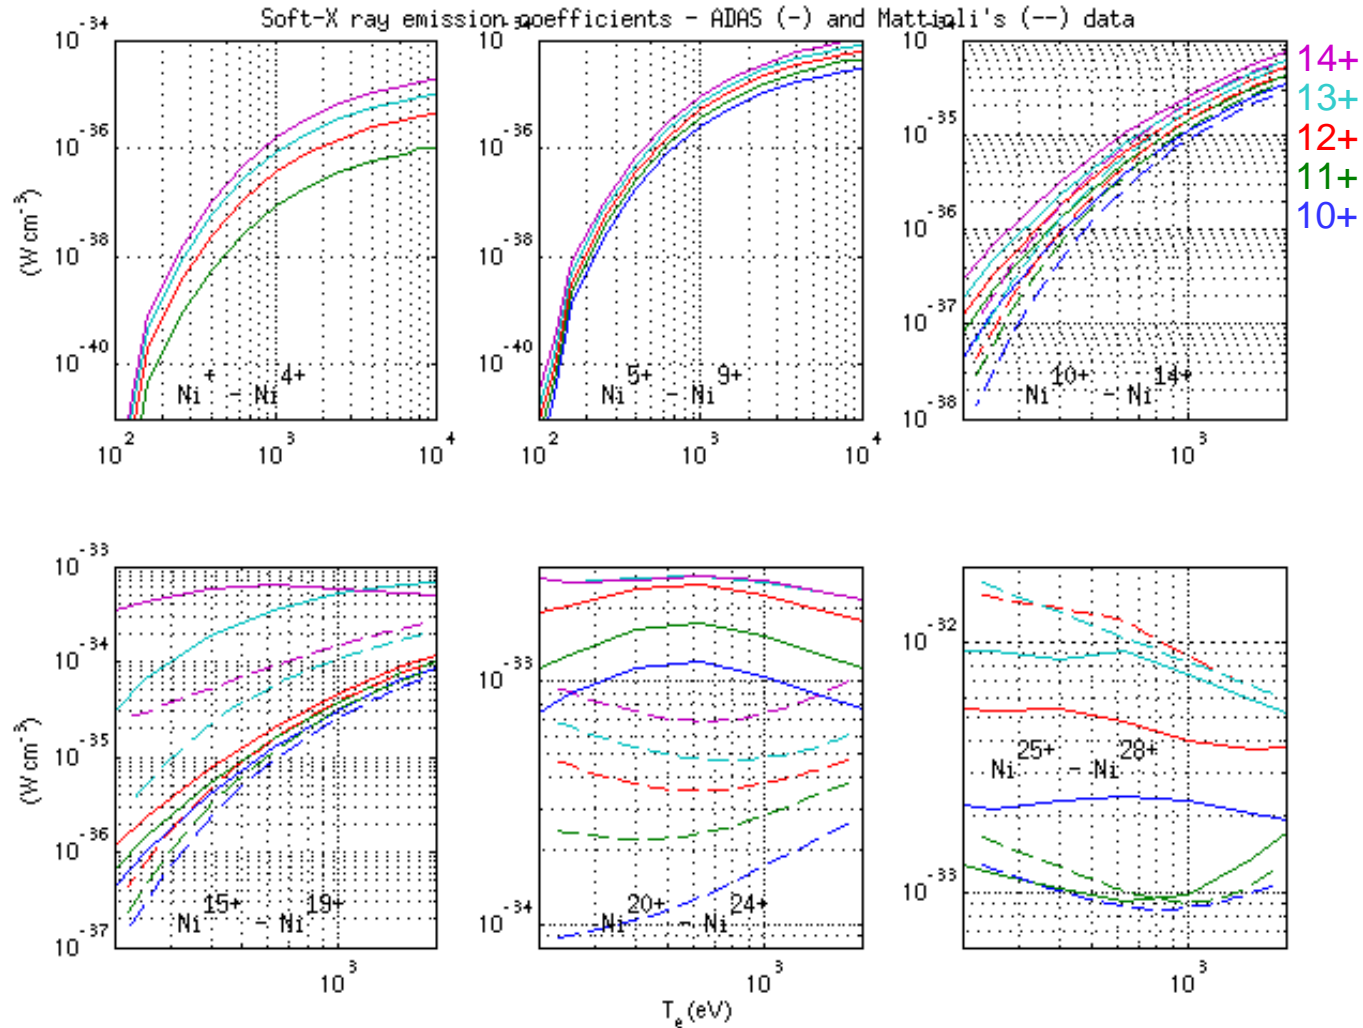 Soft-X ray emission coefficients - ADAS (-) and Mattioli's (--) data
10^-34
10^-36
10^-38
10^-40
(W cm^-3)
Ni^+ - Ni^4+
10^2 10^3 10^4
10^-34
10^-36
10^-38
10^-40
Ni^5+ - Ni^9+
10^2 10^3 10^4
10^-34
10^-35
10^-36
10^-37
10^-38
Ni^10+ - Ni^14+
10^3
14+
13+
12+
11+
10+
10^-33
10^-34
10^-35
10^-36
10^-37
(W cm^-3)
Ni^15+ - Ni^19+
10^3
10^-33
10^-34
Ni^20+ - Ni^24+
10^3
T_e (eV)
10^-32
10^-33
Ni^25+ - Ni^28+
10^3